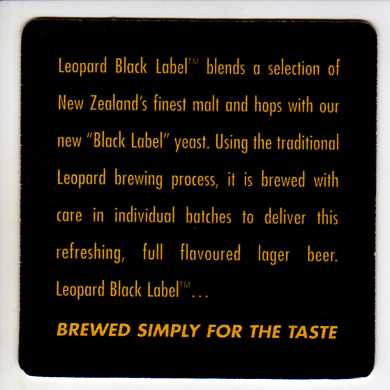 Leopard Black Label™ blends a selection of
New Zealand's finest malt and hops with our
new “Black Label” yeast. Using the traditional
Leopard brewing process, it is brewed with
care in individual batches to deliver this
refreshing, full flavoured lager beer.
Leopard Black Label™...
BREWED SIMPLY FOR THE TASTE